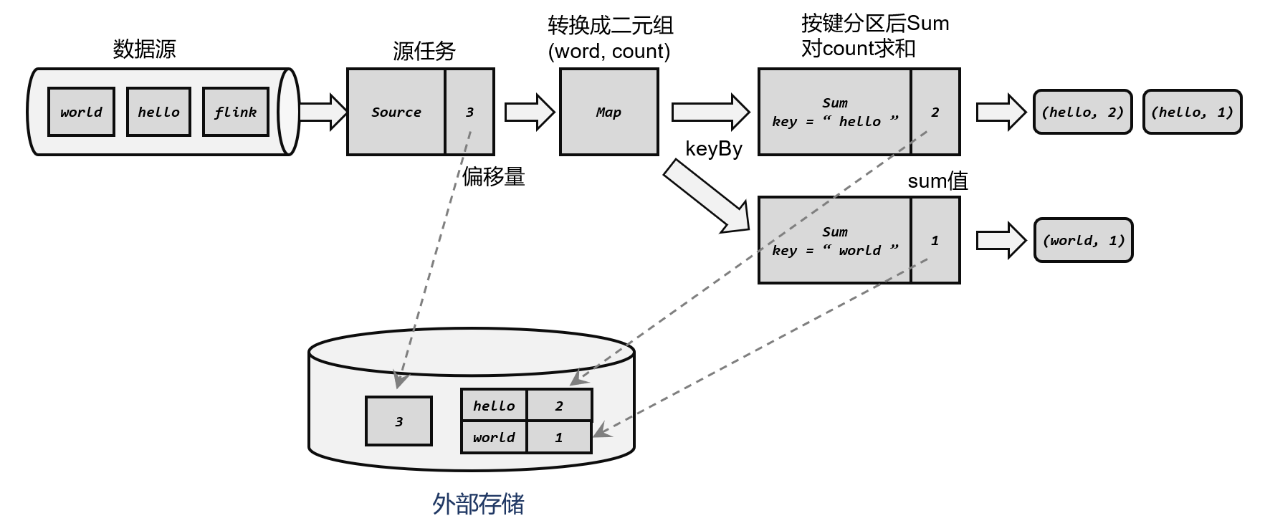 数据源
源任务
转换成二元组
(word, count)
按键分区后Sum
对count求和
world
hello
flink
Source
3
Map
Sum
key = “ hello ”
2
(hello, 2)
(hello, 1)
偏移量
keyBy
sum值
Sum
key = “ world ”
1
(world, 1)
3
hello
2
world
1
外部存储